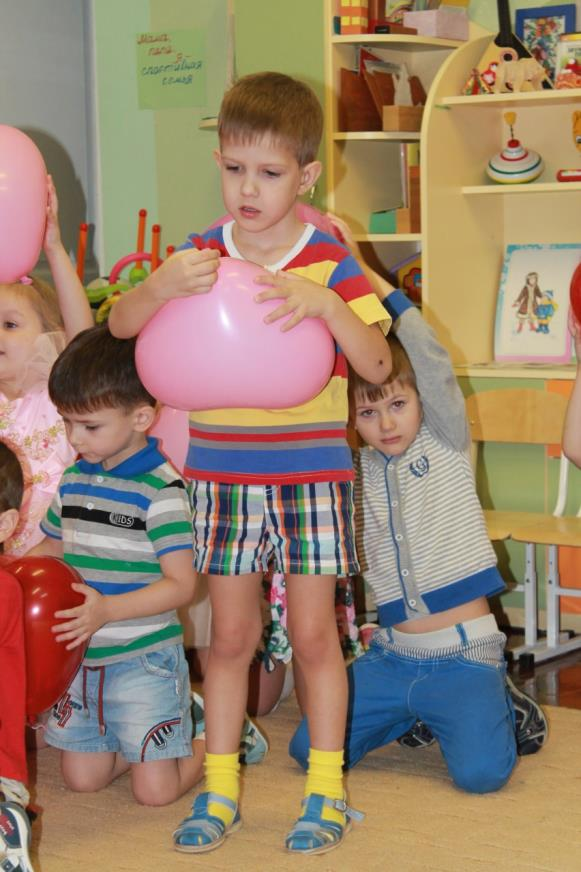 Мама,
папа,
я -
спортивная
семья
KIDS